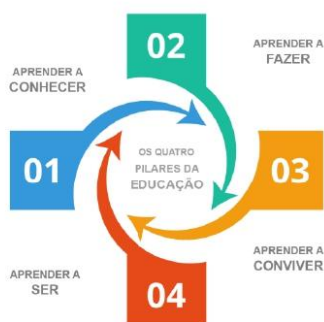 02
APRENDER A
FAZER
APRENDER A
CONHECER
01
OS QUATRO
PILARES DA
EDUCAÇÃO
03
APRENDER A
CONVIVER
APRENDER A
SER
04